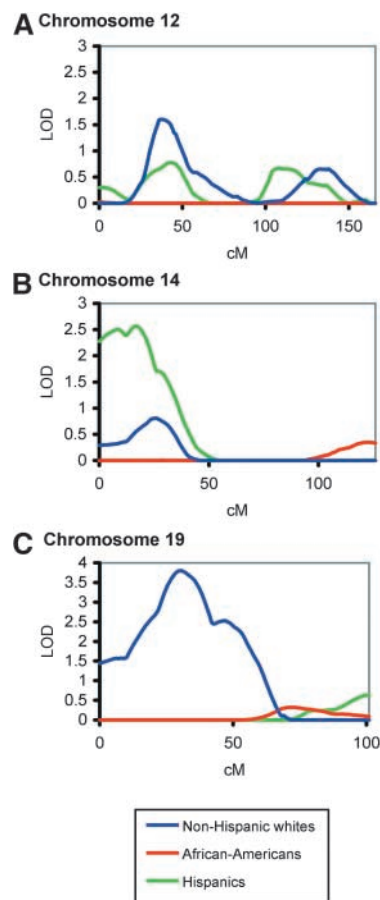 A Chromosome 12
3
2.5
2
1.5
1
0.5
0
LOD
0 50 100 150
cM
B Chromosome 14
3
2.5
2
1.5
1
0.5
0
LOD
0 50 100
cM
C Chromosome 19
4
3.5
3
2.5
2
1.5
1
0.5
0
LOD
0 50 100
cM
Non-Hispanic whites
African-Americans
Hispanics